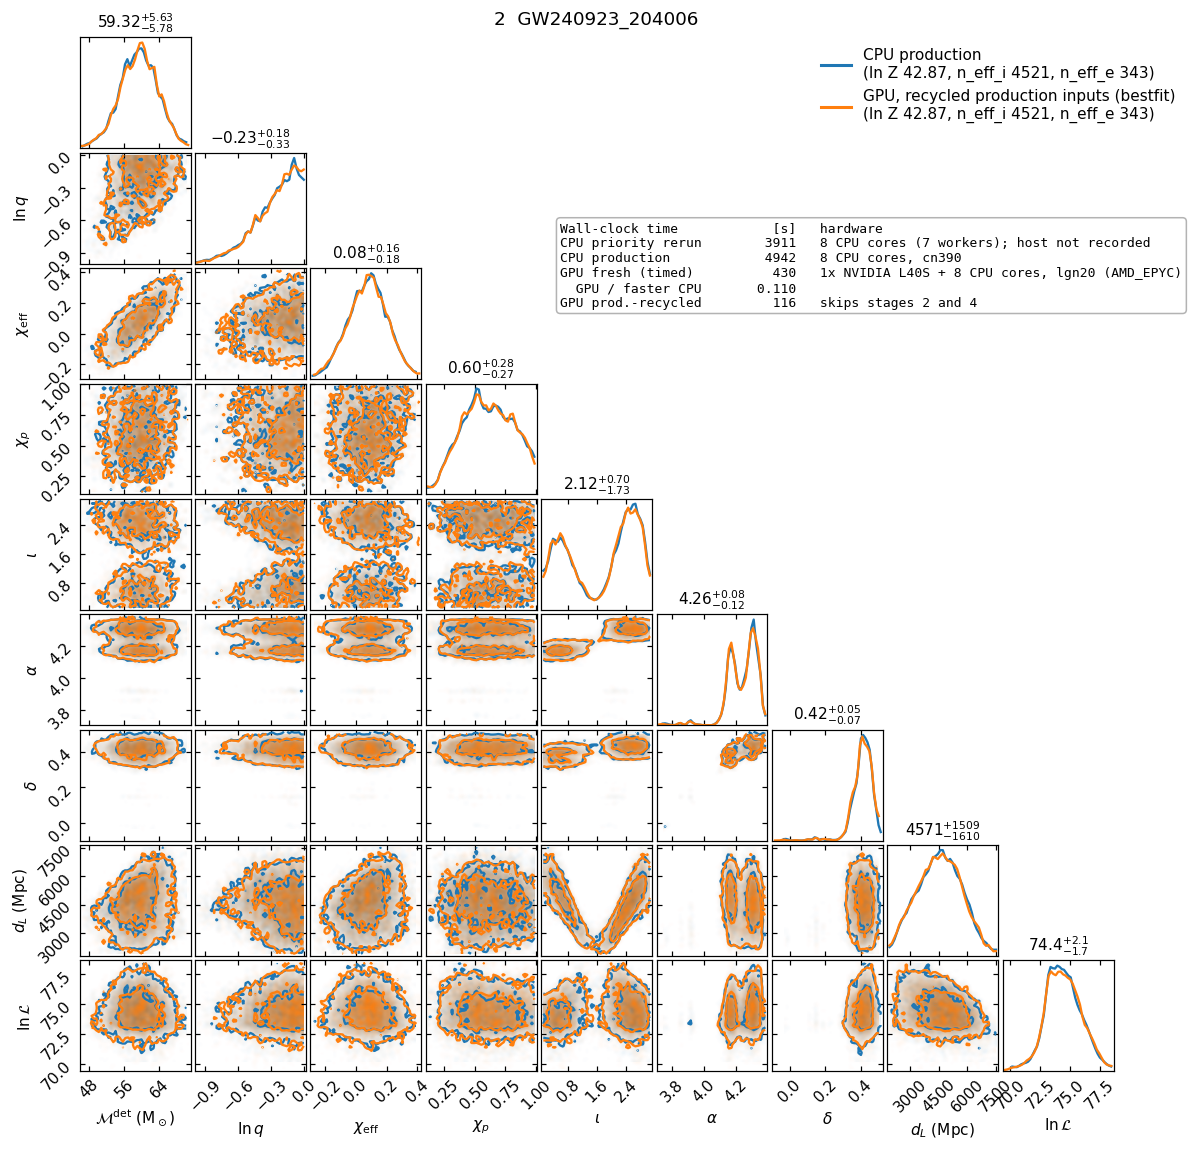 2  GW240923_204006
CPU production
(ln Z 42.87, n_eff_i 4521, n_eff_e 343)
GPU, recycled production inputs (bestfit)
(ln Z 42.87, n_eff_i 4521, n_eff_e 343)
Wall-clock time [s] hardware
CPU priority rerun 3911 8 CPU cores (7 workers); host not recorded
CPU production 4942 8 CPU cores, cn390
GPU fresh (timed) 430 1x NVIDIA L40S + 8 CPU cores, lgn20 (AMD_EPYC)
GPU / faster CPU 0.110
GPU prod.-recycled 116 skips stages 2 and 4
59.32+5.63−5.78
−0.23+0.18−0.33
0.08+0.16−0.18
0.60+0.28−0.27
2.12+0.70−1.73
4.26+0.08−0.12
0.42+0.05−0.07
4571+1509−1610
74.4+2.1−1.7
ln q
0.0
−0.3
−0.6
−0.9
χeff
0.4
0.2
0.0
−0.2
χp
1.00
0.75
0.50
0.25
ι
2.4
1.6
0.8
α
4.2
4.0
3.8
δ
0.4
0.2
0.0
dL (Mpc)
7500
6000
4500
3000
ln ℒ
77.5
75.0
72.5
70.0
48 56 64
ℳdet (M⊙)
−0.9 −0.6 −0.3 0.0
ln q
−0.2 0.0 0.2 0.4
χeff
0.25 0.50 0.75 1.00
χp
0.8 1.6 2.4
ι
3.8 4.0 4.2
α
0.0 0.2 0.4
δ
3000 4500 6000 7500
dL (Mpc)
70.0 72.5 75.0 77.5
ln ℒ